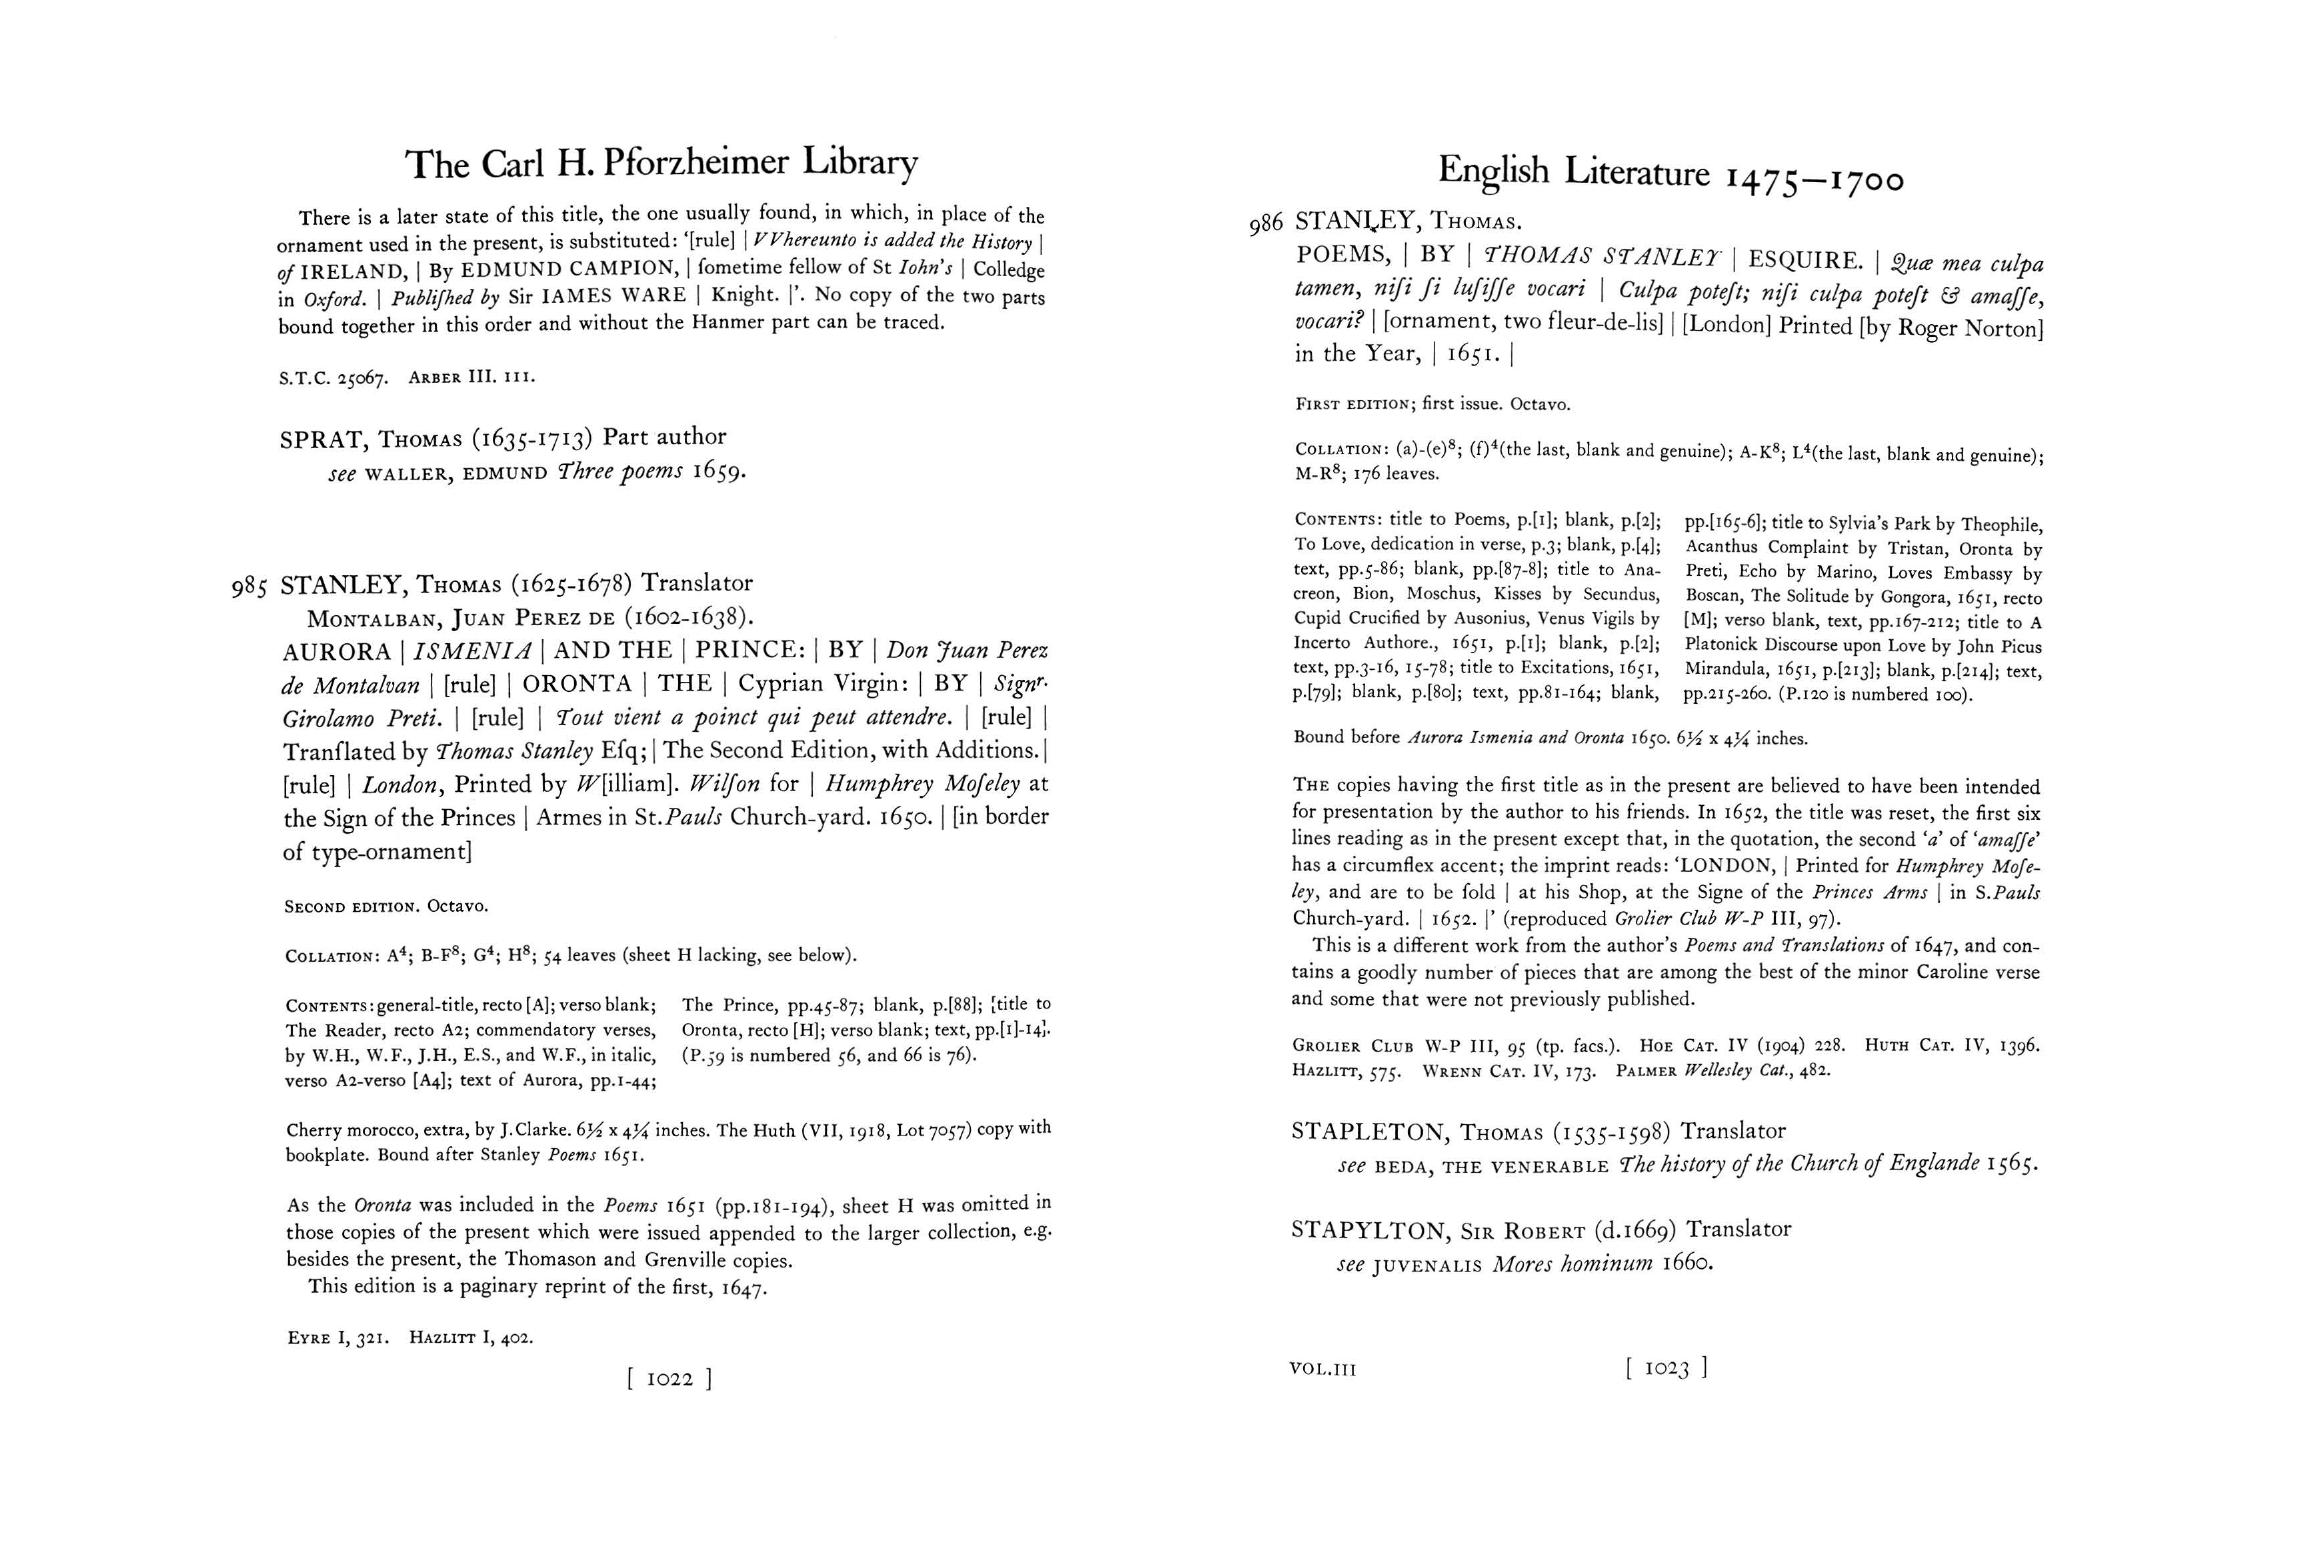 The Carl H. Pforzheimer Library
There is a later state of this title, the one usually found, in which, in place of the
ornament used in the present, is substituted: ‘[rule] | VVhereunto is added the History |
of IRELAND, | By EDMUND CAMPION, | ſometime fellow of St Iohn's | Colledge
in Oxford. | Publiſhed by Sir IAMES WARE | Knight. |’. No copy of the two parts
bound together in this order and without the Hanmer part can be traced.
S.T.C. 25067. ARBER III. 111.
SPRAT, THOMAS (1635-1713) Part author
see WALLER, EDMUND Three poems 1659.
985 STANLEY, THOMAS (1625-1678) Translator
MONTALBAN, JUAN PEREZ DE (1602-1638).
AURORA | ISMENIA | AND THE | PRINCE: | BY | Don Juan Perez
de Montalvan | [rule] | ORONTA | THE | Cyprian Virgin: | BY | Signr.
Girolamo Preti. | [rule] | Tout vient a poinct qui peut attendre. | [rule] |
Tranſlated by Thomas Stanley Eſq; | The Second Edition, with Additions. |
[rule] | London, Printed by W[illiam]. Wilſon for | Humphrey Moſeley at
the Sign of the Princes | Armes in St.Pauls Church-yard. 1650. | [in border
of type-ornament]
SECOND EDITION. Octavo.
COLLATION: A⁴; B-F⁸; G⁴; H⁸; 54 leaves (sheet H lacking, see below).
CONTENTS: general-title, recto [A]; verso blank;
The Reader, recto A2; commendatory verses,
by W.H., W.F., J.H., E.S., and W.F., in italic,
verso A2-verso [A4]; text of Aurora, pp.1-44;
The Prince, pp.45-87; blank, p.[88]; [title to
Oronta, recto [H]; verso blank; text, pp.[1]-14].
(P.59 is numbered 56, and 66 is 76).
Cherry morocco, extra, by J.Clarke. 6½ x 4¼ inches. The Huth (VII, 1918, Lot 7057) copy with
bookplate. Bound after Stanley Poems 1651.
As the Oronta was included in the Poems 1651 (pp.181-194), sheet H was omitted in
those copies of the present which were issued appended to the larger collection, e.g.
besides the present, the Thomason and Grenville copies.
This edition is a paginary reprint of the first, 1647.
EYRE I, 321. HAZLITT I, 402.
[ 1022 ]
English Literature 1475—1700
986 STANLEY, THOMAS.
POEMS, | BY | THOMAS STANLEY | ESQUIRE. | Quæ mea culpa
tamen, niſi ſi luſiſſe vocari | Culpa poteſt; niſi culpa poteſt & amaſſe,
vocari? | [ornament, two fleur-de-lis] | [London] Printed [by Roger Norton]
in the Year, | 1651. |
FIRST EDITION; first issue. Octavo.
COLLATION: (a)-(e)⁸; (f)⁴(the last, blank and genuine); A-K⁸; L⁴(the last, blank and genuine);
M-R⁸; 176 leaves.
CONTENTS: title to Poems, p.[1]; blank, p.[2];
To Love, dedication in verse, p.3; blank, p.[4];
text, pp.5-86; blank, pp.[87-8]; title to Ana-
creon, Bion, Moschus, Kisses by Secundus,
Cupid Crucified by Ausonius, Venus Vigils by
Incerto Authore., 1651, p.[1]; blank, p.[2];
text, pp.3-16, 15-78; title to Excitations, 1651,
p.[79]; blank, p.[80]; text, pp.81-164; blank,
pp.[165-6]; title to Sylvia's Park by Theophile,
Acanthus Complaint by Tristan, Oronta by
Preti, Echo by Marino, Loves Embassy by
Boscan, The Solitude by Gongora, 1651, recto
[M]; verso blank, text, pp.167-212; title to A
Platonick Discourse upon Love by John Picus
Mirandula, 1651, p.[213]; blank, p.[214]; text,
pp.215-260. (P.120 is numbered 100).
Bound before Aurora Ismenia and Oronta 1650. 6½ x 4¼ inches.
THE copies having the first title as in the present are believed to have been intended
for presentation by the author to his friends. In 1652, the title was reset, the first six
lines reading as in the present except that, in the quotation, the second ‘a’ of ‘amaſſe’
has a circumflex accent; the imprint reads: ‘LONDON, | Printed for Humphrey Moſe-
ley, and are to be ſold | at his Shop, at the Signe of the Princes Arms | in S.Pauls
Church-yard. | 1652. |’ (reproduced Grolier Club W-P III, 97).
This is a different work from the author's Poems and Translations of 1647, and con-
tains a goodly number of pieces that are among the best of the minor Caroline verse
and some that were not previously published.
GROLIER CLUB W-P III, 95 (tp. facs.). HOE CAT. IV (1904) 228. HUTH CAT. IV, 1396.
HAZLITT, 575. WRENN CAT. IV, 173. PALMER Wellesley Cat., 482.
STAPLETON, THOMAS (1535-1598) Translator
see BEDA, THE VENERABLE The history of the Church of Englande 1565.
STAPYLTON, SIR ROBERT (d.1669) Translator
see JUVENALIS Mores hominum 1660.
VOL.III
[ 1023 ]